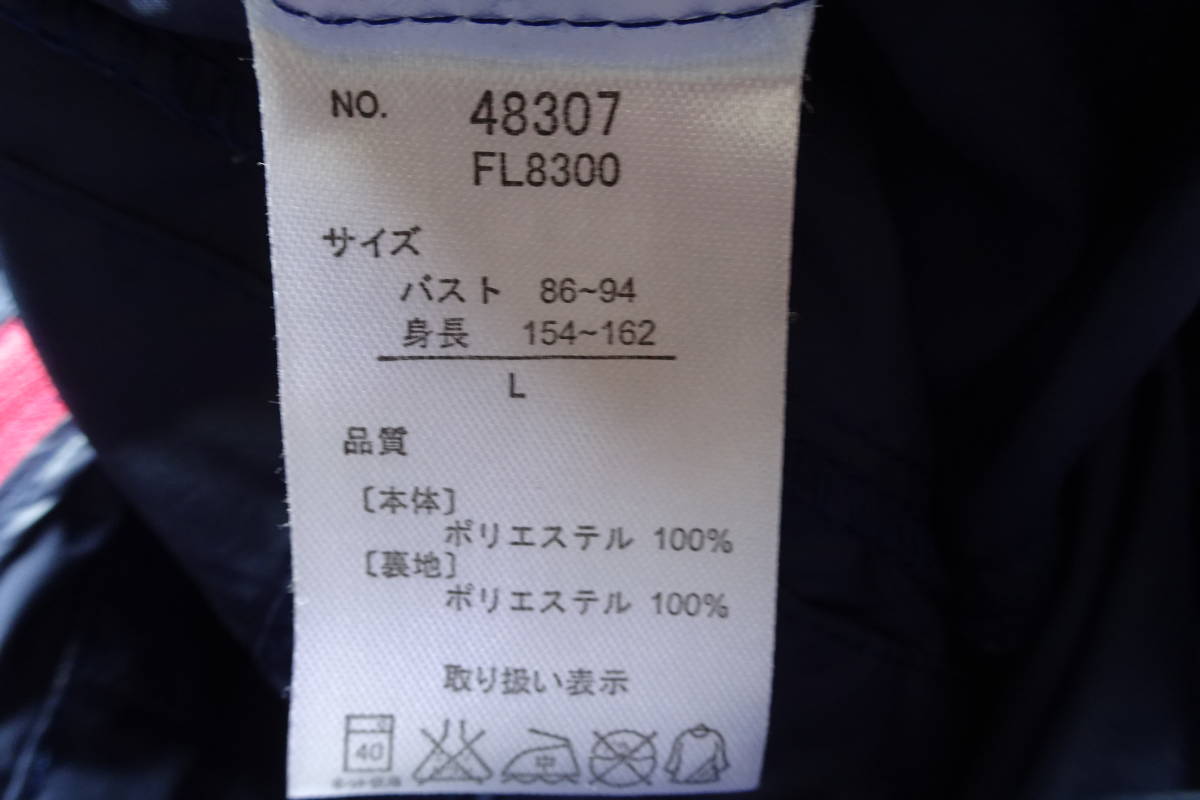 NO. 48307
FL8300
サイズ
バスト 86~94
身長 154~162
L
品質
〔本体〕
ポリエステル 100%
〔裏地〕
ポリエステル 100%
取り扱い表示
40 中